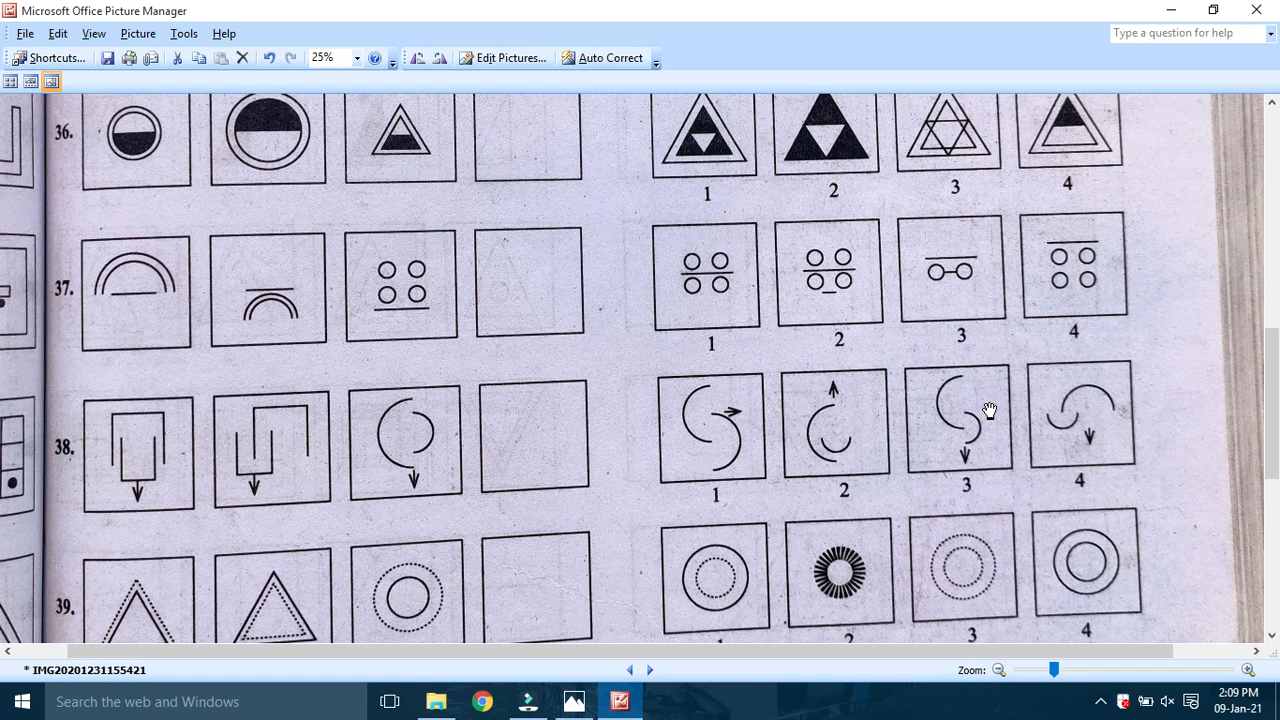 Microsoft Office Picture Manager
File Edit View Picture Tools Help
Type a question for help
Shortcuts... 25% Edit Pictures... Auto Correct
36.
1 2 3 4
37.
1 2 3 4
38.
1 2 3 4
39.
1 2 3 4
* IMG20201231155421
Zoom:
Search the web and Windows
2:09 PM
09-Jan-21